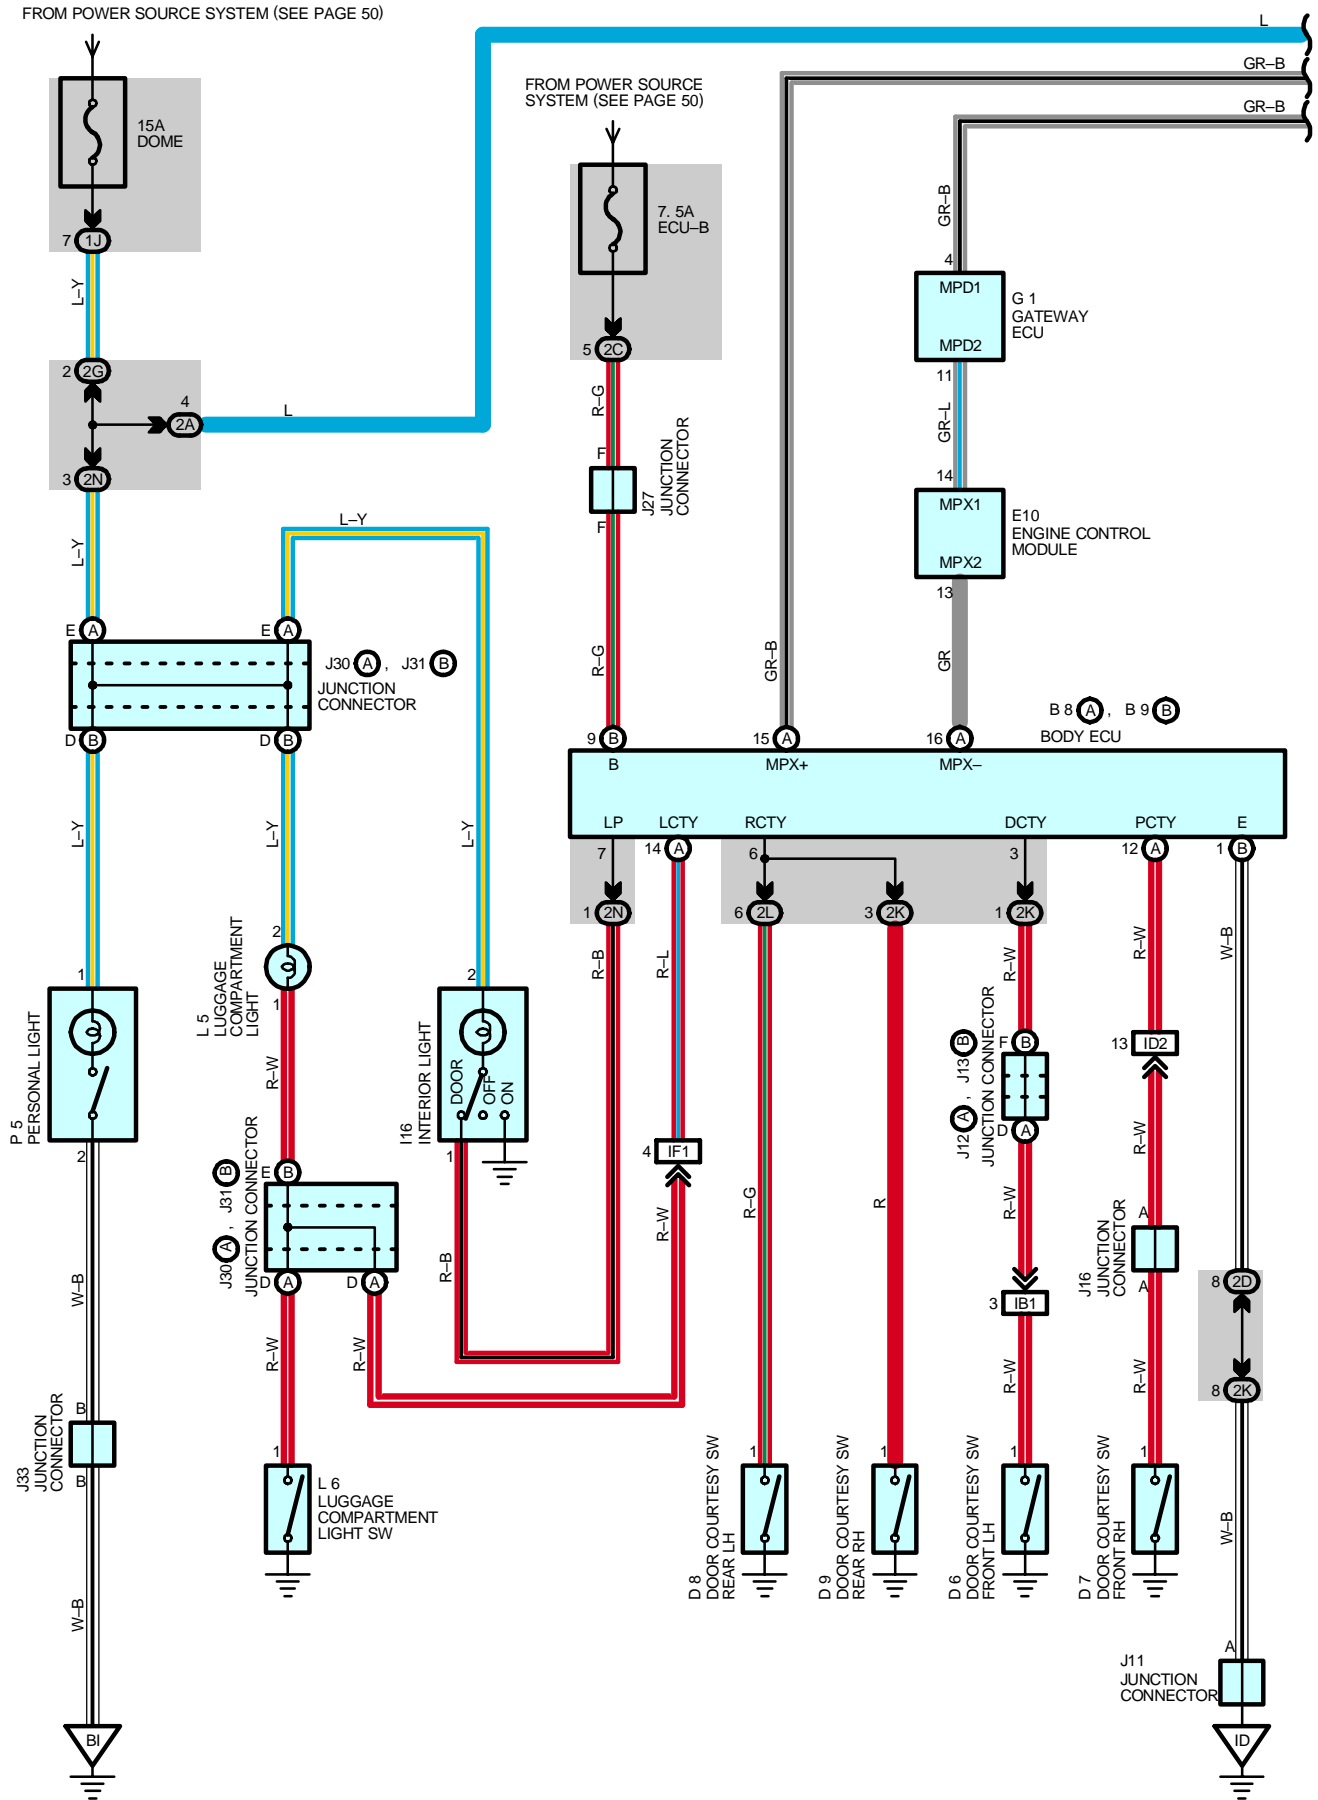 FROM POWER SOURCE SYSTEM (SEE PAGE 50)
L
GR–B
GR–B
FROM POWER SOURCE
SYSTEM (SEE PAGE 50)
15A
DOME
7 1J
L–Y
2 2G
4
2A
L
3 2N
L–Y
7. 5A
ECU–B
5 2C
R–G
F
J27
JUNCTION
CONNECTOR
F
R–G
GR–B
4
MPD1
MPD2
G 1
GATEWAY
ECU
11
GR–L
14
MPX1
MPX2
E10
ENGINE CONTROL
MODULE
13
GR
GR–B
L–Y
E A
E A
J30 A , J31 B
JUNCTION
CONNECTOR
D B
D B
L–Y
L–Y
L–Y
B 8 A , B 9 B
BODY ECU
9 B
15 A
16 A
B
MPX+
MPX–
LP
LCTY
RCTY
DCTY
PCTY
E
7
14 A
6
3
12 A
1 B
1 2N
6 2L
3 2K
1 2K
R–B
R–L
R–W
R–W
W–B
1
P 5
PERSONAL LIGHT
2
2
L 5
LUGGAGE
COMPARTMENT
LIGHT
1
R–W
2
I16
INTERIOR LIGHT
DOOR
OFF
ON
1
F B
J12 A , J13 B
JUNCTION CONNECTOR
D A
13 ID2
R–W
4 IF1
R–W
E B
J30 A , J31 B
JUNCTION CONNECTOR
D A
D A
R–B
R–G
R
R–W
A
J16
JUNCTION
CONNECTOR
A
3 IB1
8 2D
8 2K
W–B
R–W
R–W
R–W
R–W
B
J33
JUNCTION
CONNECTOR
B
1
L 6
LUGGAGE
COMPARTMENT
LIGHT SW
1
D 8
DOOR COURTESY SW
REAR LH
1
D 9
DOOR COURTESY SW
REAR RH
1
D 6
DOOR COURTESY SW
FRONT LH
1
D 7
DOOR COURTESY SW
FRONT RH
W–B
W–B
A
J11
JUNCTION
CONNECTOR
BI
ID